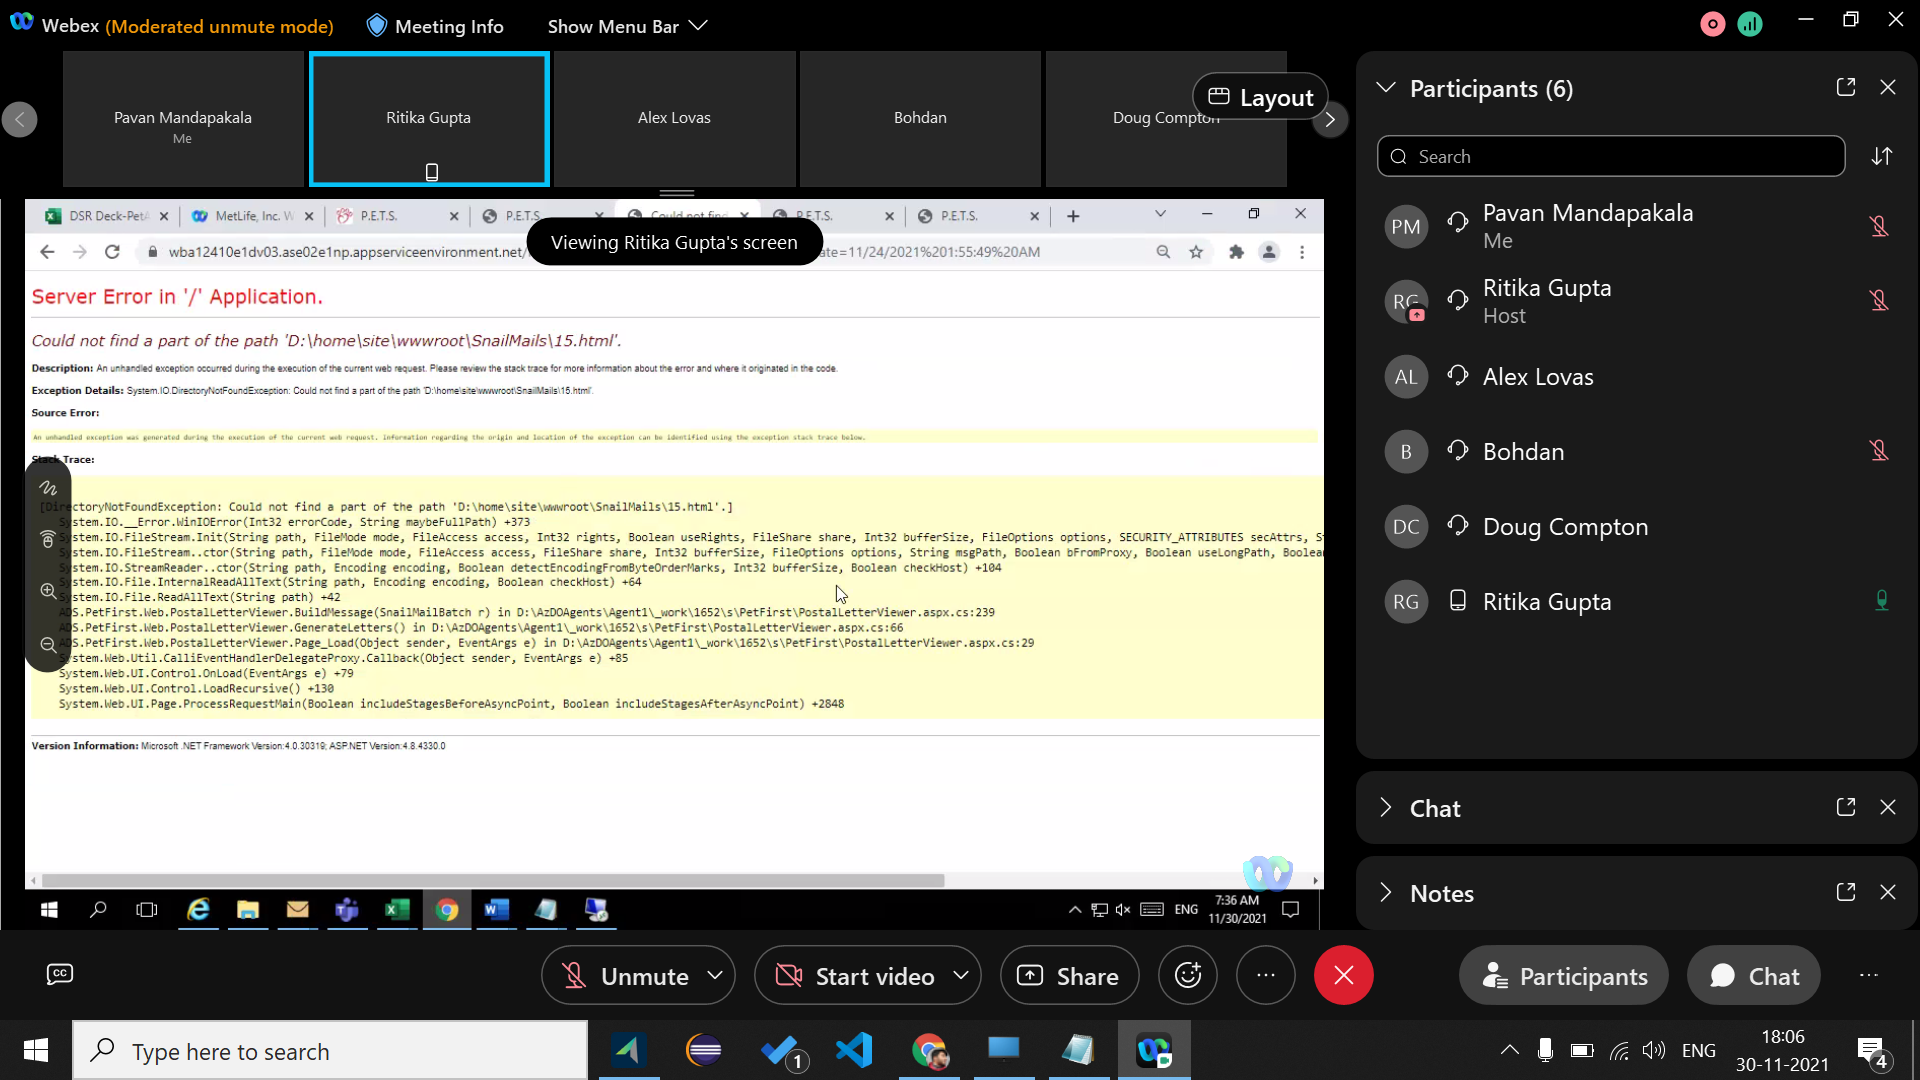 Webex (Moderated unmute mode)
Meeting Info
Show Menu Bar
Pavan Mandapakala
Me
Ritika Gupta
Alex Lovas
Bohdan
Doug Compton
Layout
DSR Deck-Pet
MetLife, Inc. W
P.E.T.S.
P.E.T.S.
Could not find
P.E.T.S.
P.E.T.S.
Viewing Ritika Gupta's screen
wba12410e1dv03.ase02e1np.appserviceenvironment.net/
ate=11/24/2021%201:55:49%20AM
Server Error in '/' Application.
Could not find a part of the path 'D:\home\site\wwwroot\SnailMails\15.html'.
Description: An unhandled exception occurred during the execution of the current web request. Please review the stack trace for more information about the error and where it originated in the code.
Exception Details: System.IO.DirectoryNotFoundException: Could not find a part of the path 'D:\home\site\wwwroot\SnailMails\15.html'.
Source Error:
An unhandled exception was generated during the execution of the current web request. Information regarding the origin and location of the exception can be identified using the exception stack trace below.
Stack Trace:
[DirectoryNotFoundException: Could not find a part of the path 'D:\home\site\wwwroot\SnailMails\15.html'.]
System.IO.__Error.WinIOError(Int32 errorCode, String maybeFullPath) +373
System.IO.FileStream.Init(String path, FileMode mode, FileAccess access, Int32 rights, Boolean useRights, FileShare share, Int32 bufferSize, FileOptions options, SECURITY_ATTRIBUTES secAttrs, S
System.IO.FileStream..ctor(String path, FileMode mode, FileAccess access, FileShare share, Int32 bufferSize, FileOptions options, String msgPath, Boolean bFromProxy, Boolean useLongPath, Boolean
System.IO.StreamReader..ctor(String path, Encoding encoding, Boolean detectEncodingFromByteOrderMarks, Int32 bufferSize, Boolean checkHost) +104
System.IO.File.InternalReadAllText(String path, Encoding encoding, Boolean checkHost) +64
System.IO.File.ReadAllText(String path) +42
ADS.PetFirst.Web.PostalLetterViewer.BuildMessage(SnailMailBatch r) in D:\AzDOAgents\Agent1\_work\1652\s\PetFirst\PostalLetterViewer.aspx.cs:239
ADS.PetFirst.Web.PostalLetterViewer.GenerateLetters() in D:\AzDOAgents\Agent1\_work\1652\s\PetFirst\PostalLetterViewer.aspx.cs:66
ADS.PetFirst.Web.PostalLetterViewer.Page_Load(Object sender, EventArgs e) in D:\AzDOAgents\Agent1\_work\1652\s\PetFirst\PostalLetterViewer.aspx.cs:29
System.Web.Util.CalliEventHandlerDelegateProxy.Callback(Object sender, EventArgs e) +85
System.Web.UI.Control.OnLoad(EventArgs e) +79
System.Web.UI.Control.LoadRecursive() +130
System.Web.UI.Page.ProcessRequestMain(Boolean includeStagesBeforeAsyncPoint, Boolean includeStagesAfterAsyncPoint) +2848
Version Information: Microsoft .NET Framework Version:4.0.30319; ASP.NET Version:4.8.4330.0
ENG
7:36 AM
11/30/2021
Participants (6)
Search
PM
Pavan Mandapakala
Me
RG
Ritika Gupta
Host
AL
Alex Lovas
B
Bohdan
DC
Doug Compton
RG
Ritika Gupta
Chat
Notes
CC
Unmute
Start video
Share
Participants
Chat
Type here to search
1
ENG
18:06
30-11-2021
4